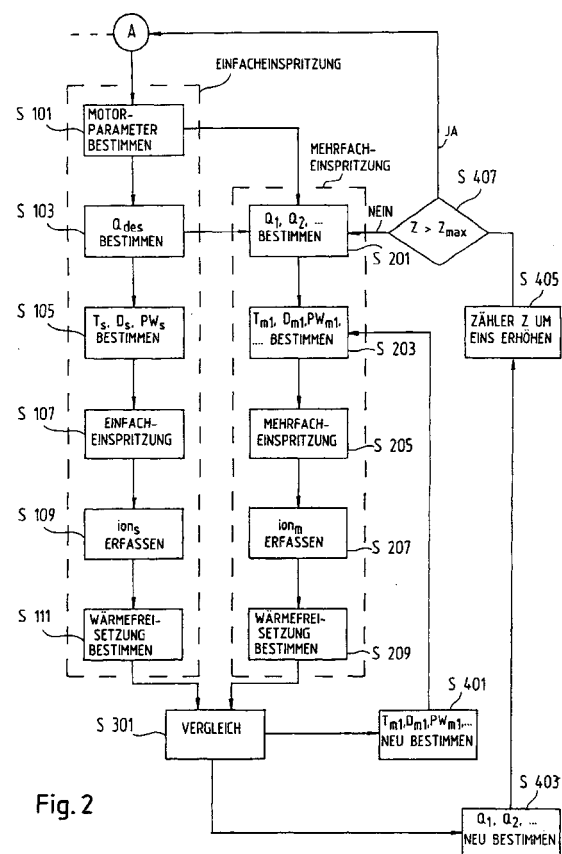 A
EINFACHEINSPRITZUNG
S 101
MOTOR-
PARAMETER
BESTIMMEN
JA
MEHRFACH-
EINSPRITZUNG
S 407
S 103
Qdes
BESTIMMEN
Q1, Q2, ...
BESTIMMEN
NEIN
Z > Zmax
S 201
S 405
S 105
Ts, Ds, PWs
BESTIMMEN
Tm1, Dm1, PWm1,
.... BESTIMMEN
S 203
ZÄHLER Z UM
EINS ERHÖHEN
S 107
EINFACH-
EINSPRITZUNG
MEHRFACH-
EINSPRITZUNG
S 205
S 109
ions
ERFASSEN
ionm
ERFASSEN
S 207
S 111
WÄRMEFREI-
SETZUNG
BESTIMMEN
WÄRMEFREI-
SETZUNG
BESTIMMEN
S 209
S 301
VERGLEICH
S 401
Tm1, Dm1, PWm1,...
NEU BESTIMMEN
S 403
Q1, Q2, ...
NEU BESTIMMEN
Fig. 2